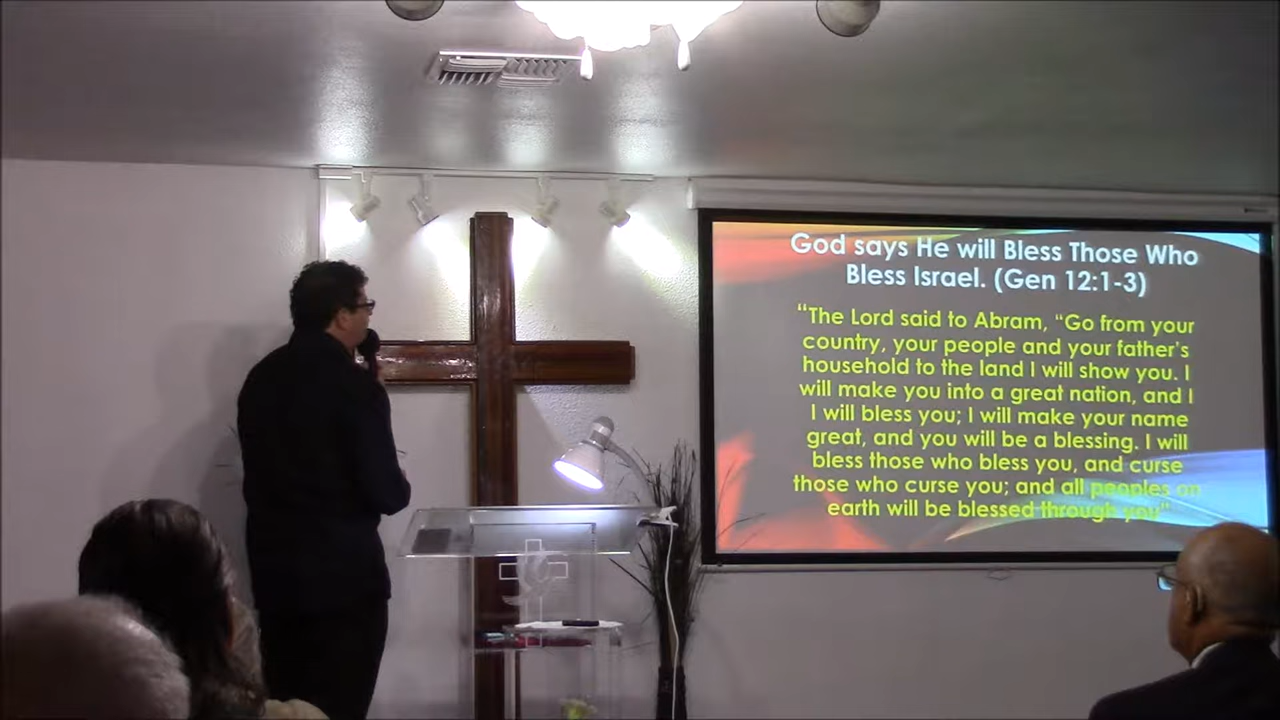 God says He will Bless Those Who
Bless Israel. (Gen 12:1-3)
“The Lord said to Abram, “Go from your
country, your people and your father’s
household to the land I will show you. I
will make you into a great nation, and I
I will bless you; I will make your name
great, and you will be a blessing. I will
bless those who bless you, and curse
those who curse you; and all peoples on
earth will be blessed through you”